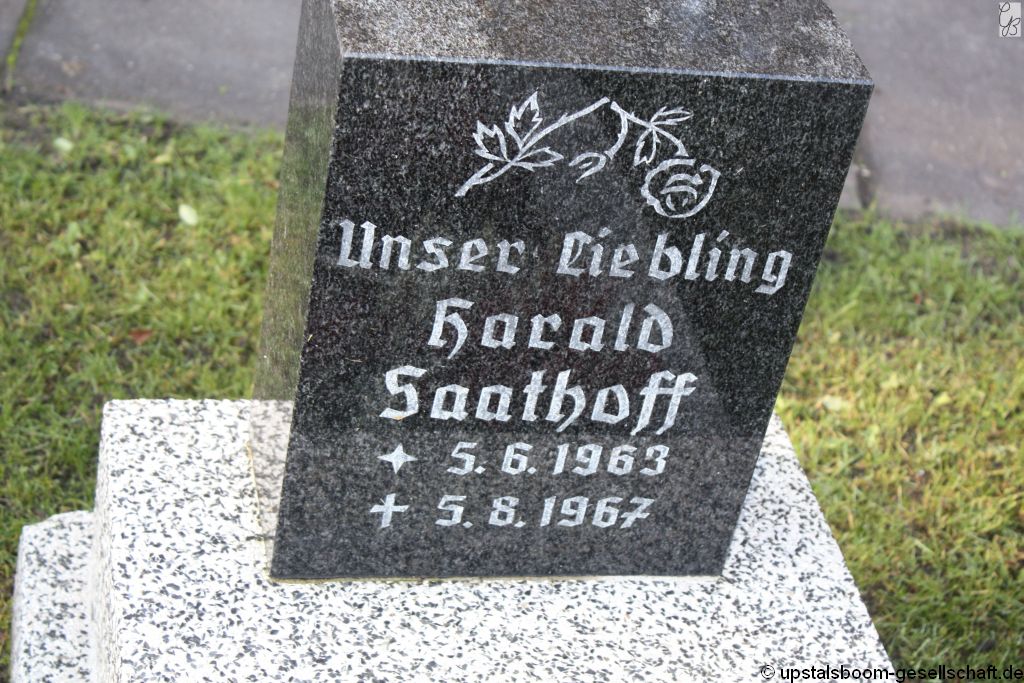 Unser Liebling
Harald
Saathoff
5.6.1963
5.8.1967
© upstalsboom-gesellschaft.de